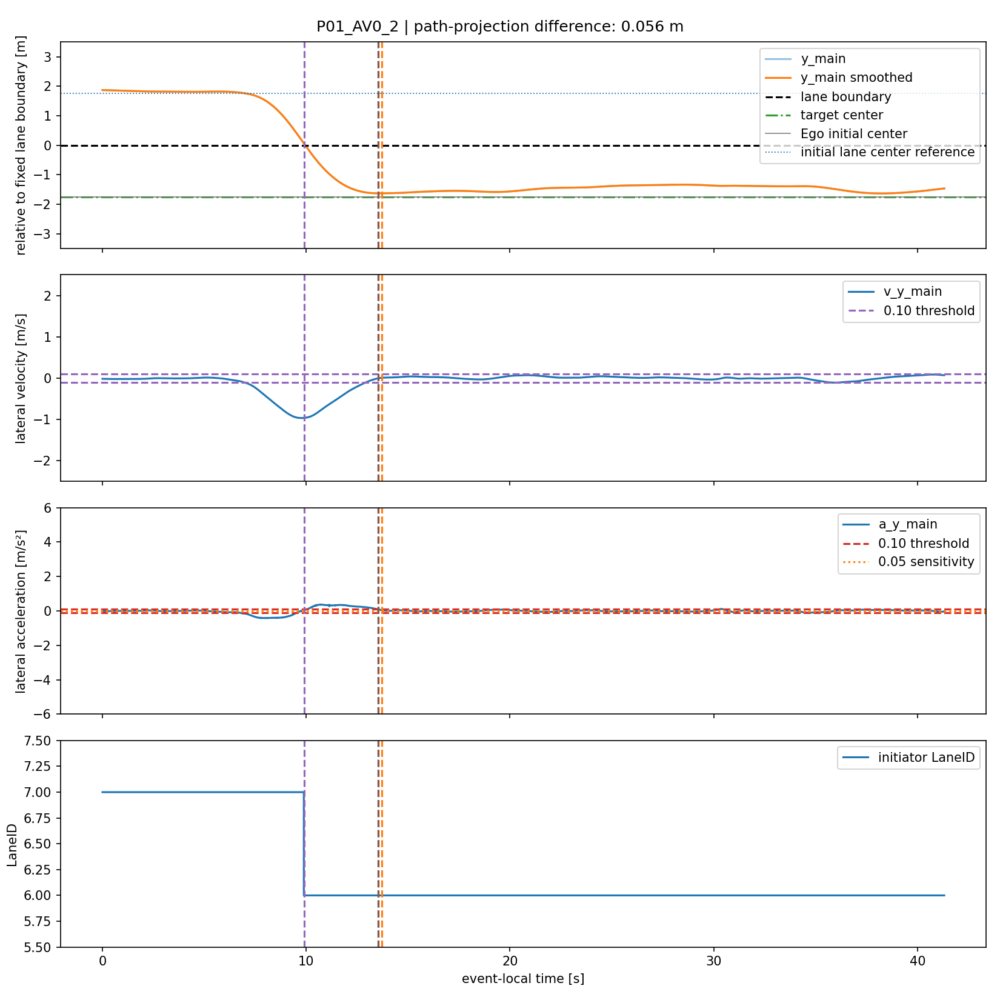 P01_AV0_2 | path-projection difference: 0.056 m
relative to fixed lane boundary [m]
3
2
1
0
−1
−2
−3
y_main
y_main smoothed
lane boundary
target center
Ego initial center
initial lane center reference
lateral velocity [m/s]
2
1
0
−1
−2
v_y_main
0.10 threshold
lateral acceleration [m/s²]
6
4
2
0
−2
−4
−6
a_y_main
0.10 threshold
0.05 sensitivity
LaneID
7.50
7.25
7.00
6.75
6.50
6.25
6.00
5.75
5.50
initiator LaneID
0 10 20 30 40
event-local time [s]